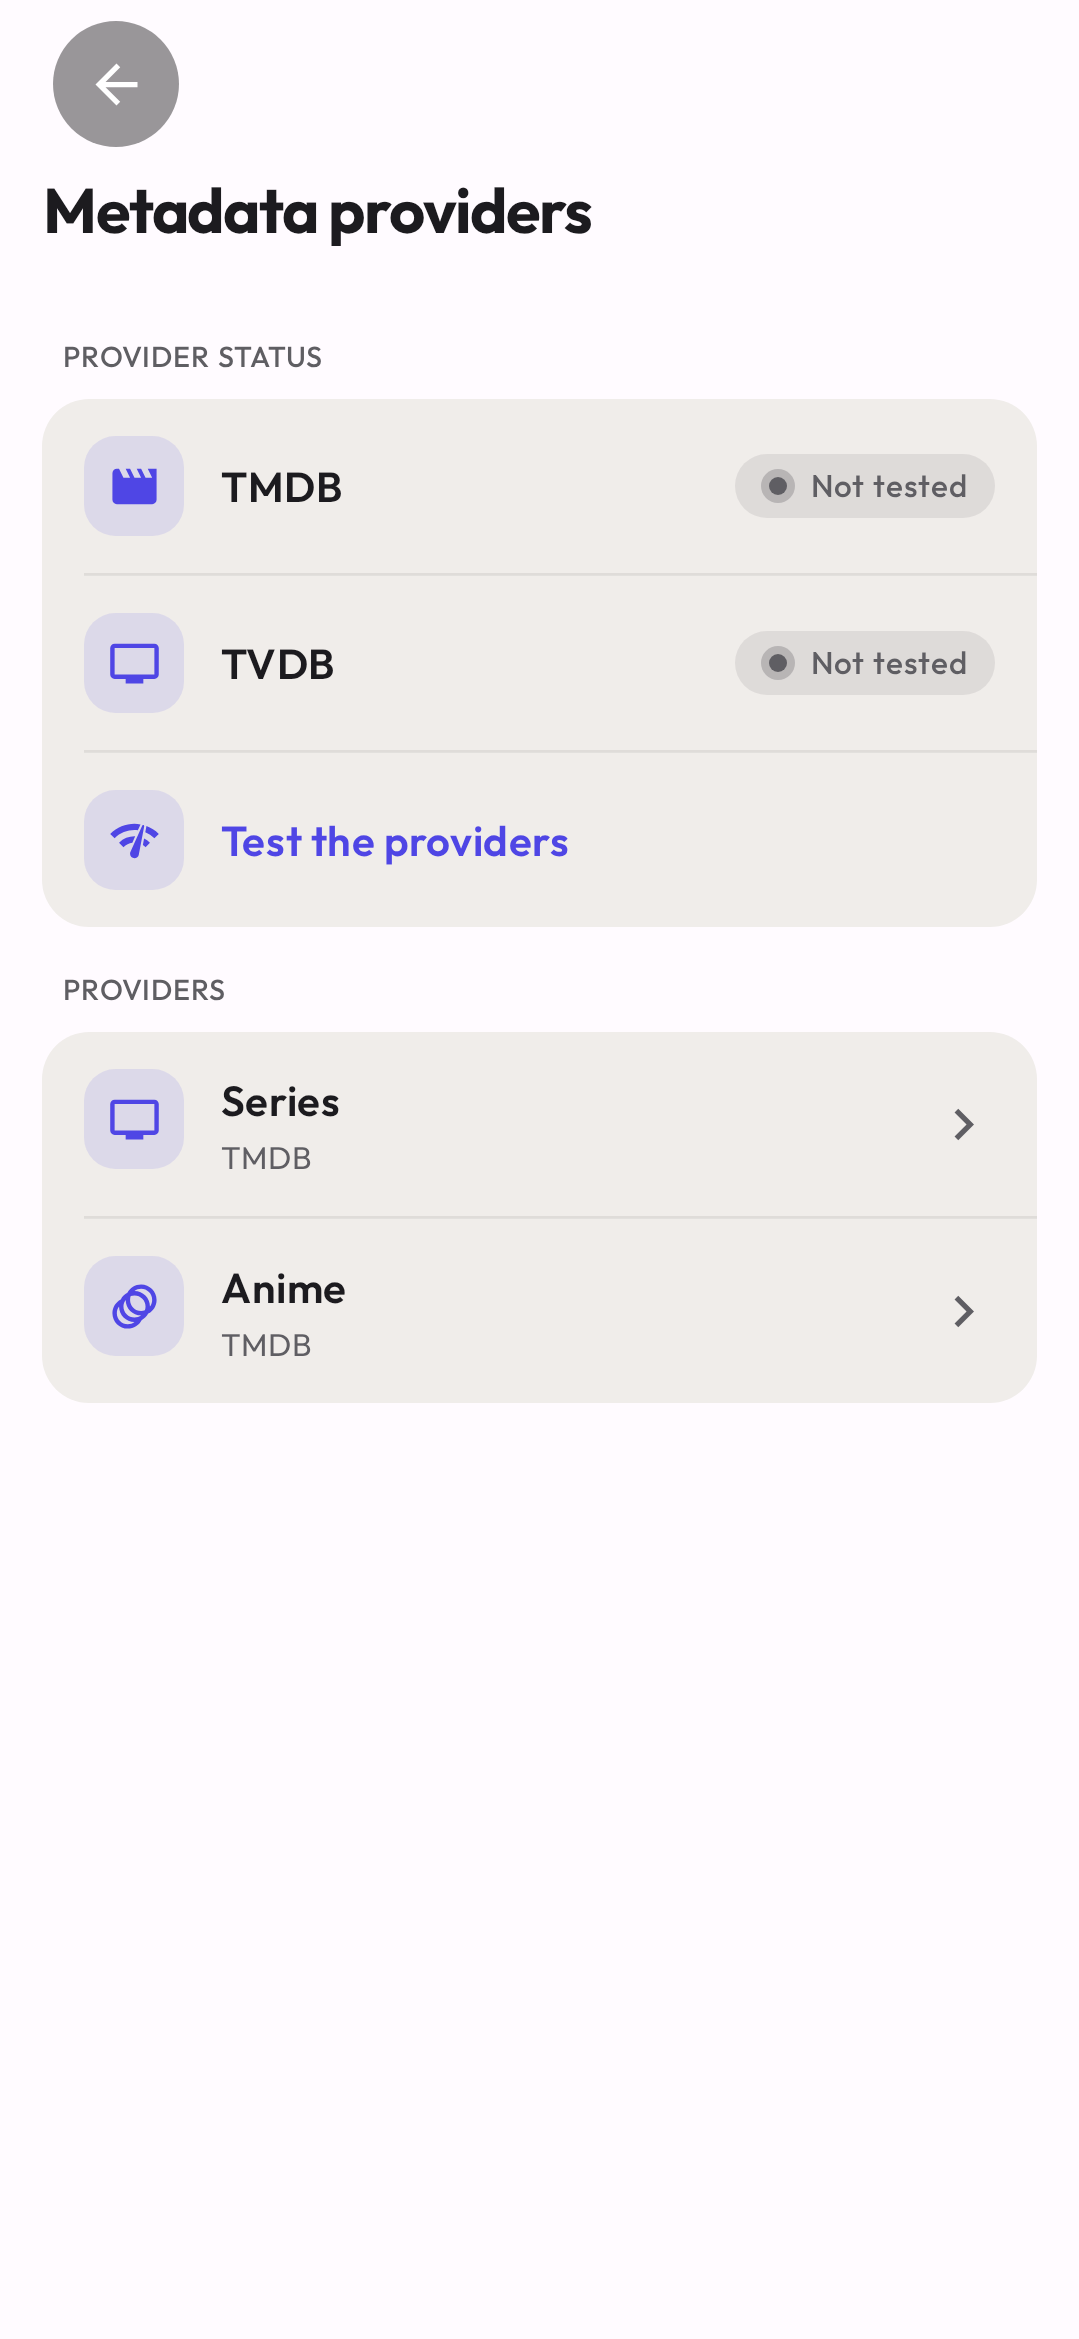 Metadata providers
PROVIDER STATUS
TMDB
Not tested
TVDB
Not tested
Test the providers
PROVIDERS
Series
TMDB
Anime
TMDB